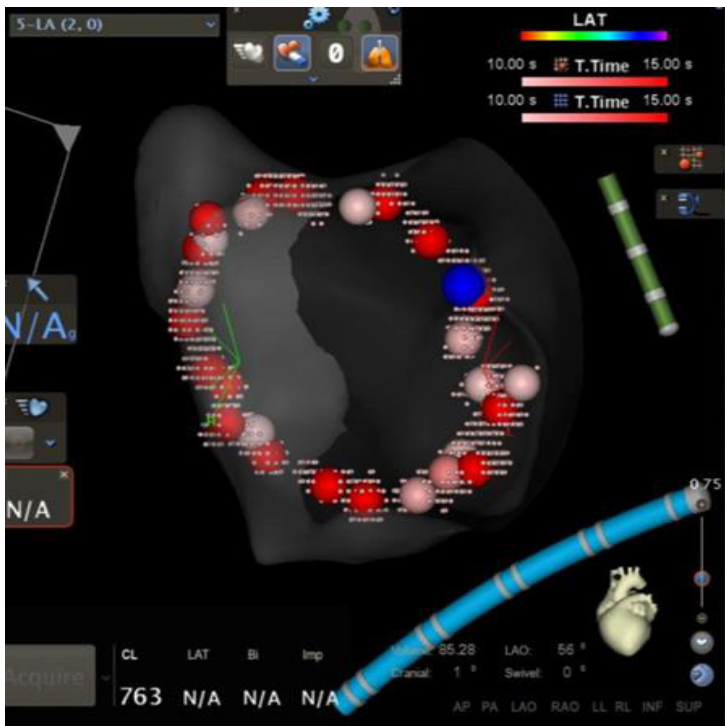 5-LA (2, 0)
0
LAT
10.00 s T.Time 15.00 s
10.00 s T.Time 15.00 s
N/A
N/A
0.75
Volume: 85.28 LAO: 56 °
Cranial: 1 ° Swivel: 0 °
Acquire
CL LAT Bi Imp
763 N/A N/A N/A
AP PA LAO RAO LL RL INF SUP